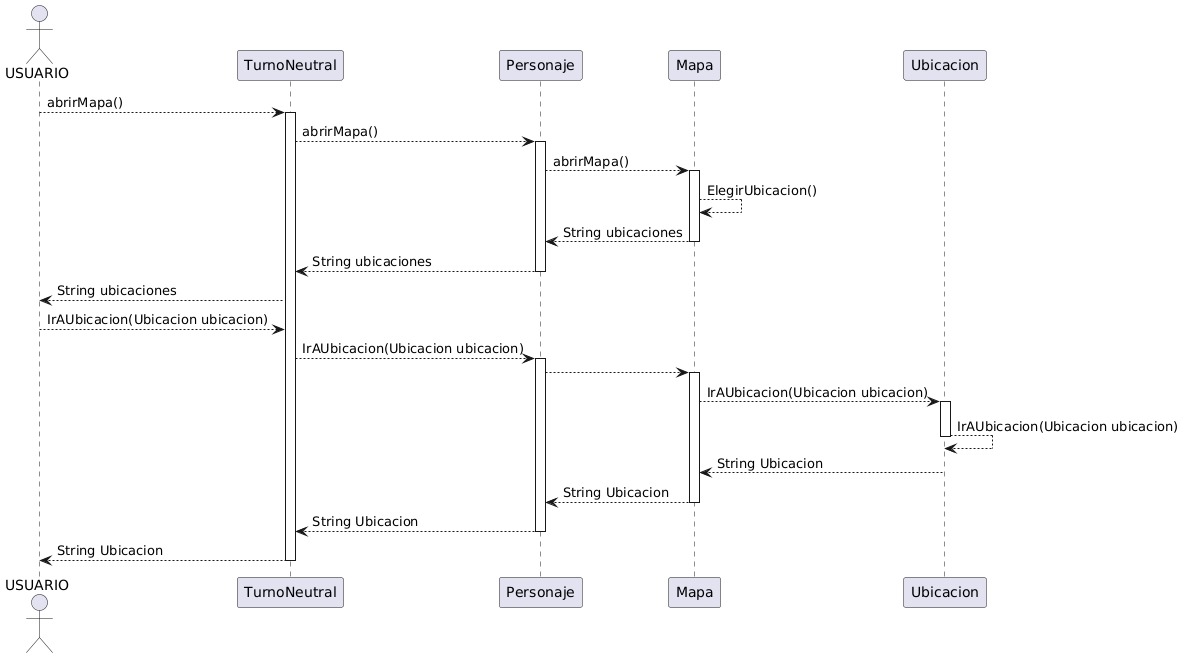 USUARIO
TurnoNeutral
Personaje
Mapa
Ubicacion
abrirMapa()
abrirMapa()
abrirMapa()
ElegirUbicacion()
String ubicaciones
String ubicaciones
String ubicaciones
IrAUbicacion(Ubicacion ubicacion)
IrAUbicacion(Ubicacion ubicacion)
IrAUbicacion(Ubicacion ubicacion)
IrAUbicacion(Ubicacion ubicacion)
String Ubicacion
String Ubicacion
String Ubicacion
String Ubicacion
USUARIO
TurnoNeutral
Personaje
Mapa
Ubicacion